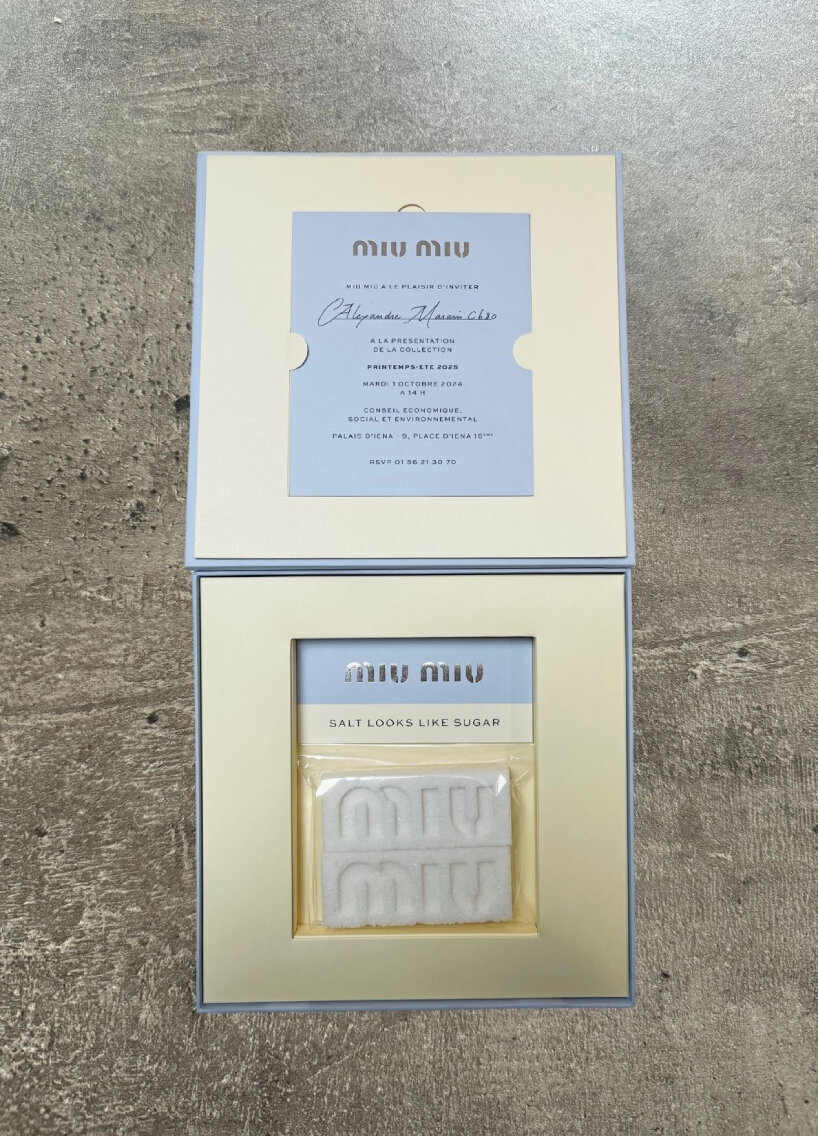 MIU MIU
MIU MIU A LE PLAISIR D'INVITER
Alexandre Marain
A LA PRESENTATION
DE LA COLLECTION
PRINTEMPS-ETE 2025
MARDI 1 OCTOBRE 2024
A 14 H
CONSEIL ECONOMIQUE,
SOCIAL ET ENVIRONNEMENTAL
PALAIS D'IENA - 9, PLACE D'IENA 16EME
RSVP 01 56 21 30 70
MIU MIU
SALT LOOKS LIKE SUGAR
MIU
MIU